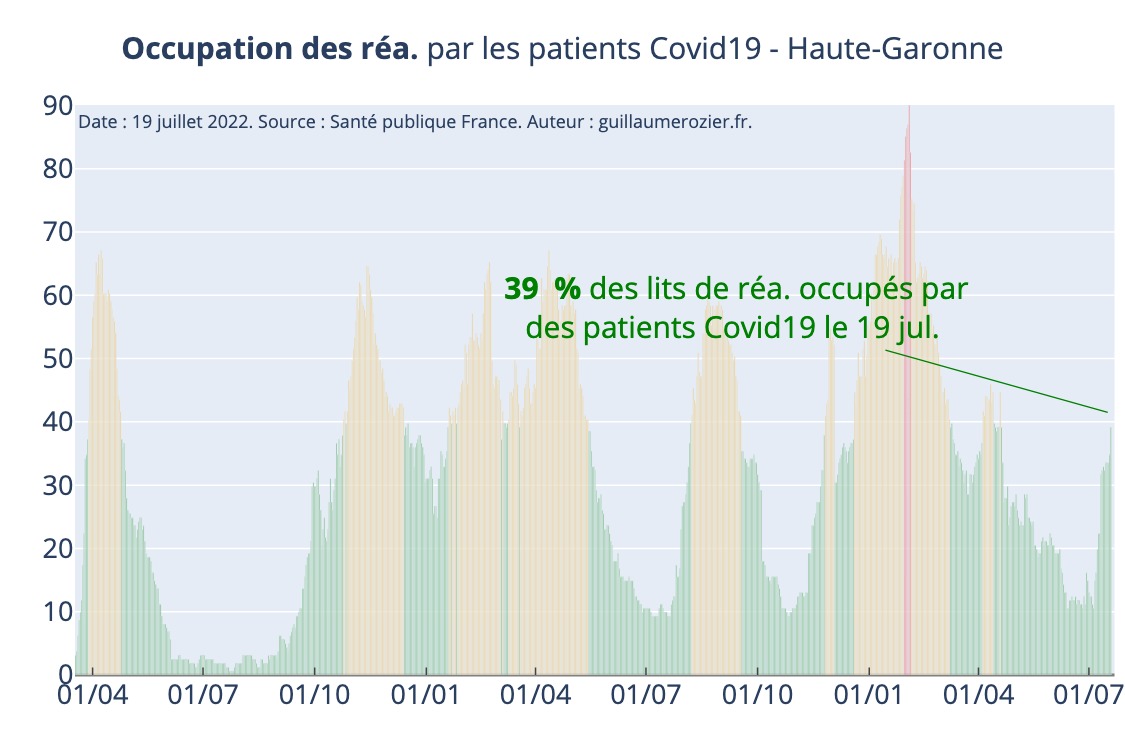 Occupation des réa. par les patients Covid19 - Haute-Garonne
90
Date : 19 juillet 2022. Source : Santé publique France. Auteur : guillaumerozier.fr.
80
70
60
39 % des lits de réa. occupés par
des patients Covid19 le 19 jul.
50
40
30
20
10
0
01/04 01/07 01/10 01/01 01/04 01/07 01/10 01/01 01/04 01/07